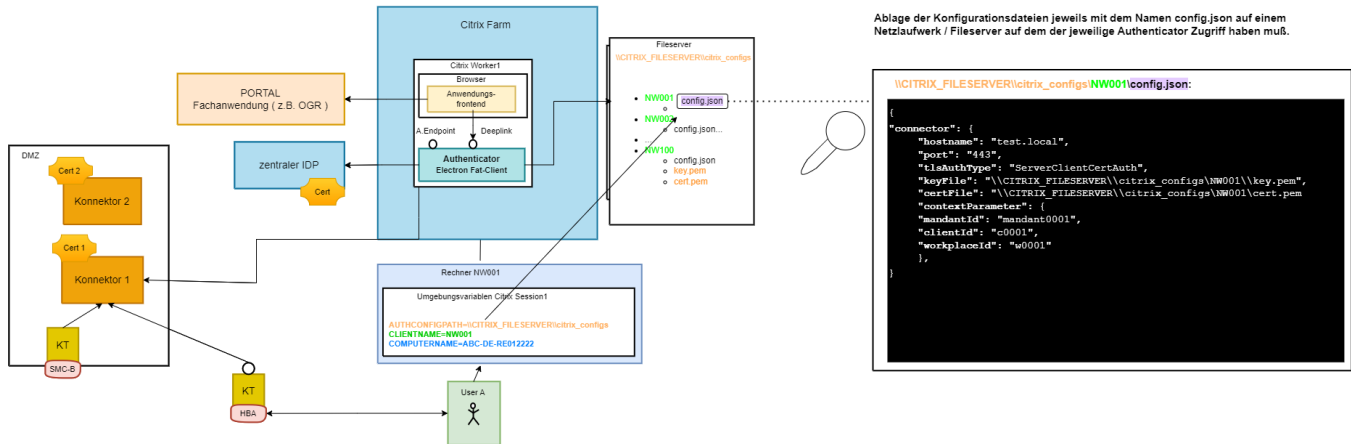 Citrix Farm
Citrix Worker1
Browser
Anwendungs-
frontend
A.Endpoint
Deeplink
Authenticator
Electron Fat-Client
PORTAL
Fachanwendung ( z.B. OGR )
zentraler IDP
Cert
DMZ
Cert 2
Konnektor 2
Cert 1
Konnektor 1
KT
SMC-B
KT
HBA
User A
Rechner NW001
Umgebungsvariablen Citrix Session1
AUTHCONFIGPATH=\\CITRIX_FILESERVER\citrix_configs
CLIENTNAME=NW001
COMPUTERNAME=ABC-DE-RE012222
Fileserver
\\CITRIX_FILESERVER\\citrix_configs
NW001
config.json
NW002
config.json...
...
NW100
config.json
key.pem
cert.pem
Ablage der Konfigurationsdateien jeweils mit dem Namen config.json auf einem
Netzlaufwerk / Fileserver auf dem der jeweilige Authenticator Zugriff haben muß.
\\CITRIX_FILESERVER\\citrix_configs\NW001\config.json:
{
"connector": {
"hostname": "test.local",
"port": "443",
"tlsAuthType": "ServerClientCertAuth",
"keyFile": "\\CITRIX_FILESERVER\\citrix_configs\NW001\\key.pem",
"certFile": "\\CITRIX_FILESERVER\\citrix_configs\NW001\cert.pem
"contextParameter": {
"mandantId": "mandant0001",
"clientId": "c0001",
"workplaceId": "w0001"
},
}